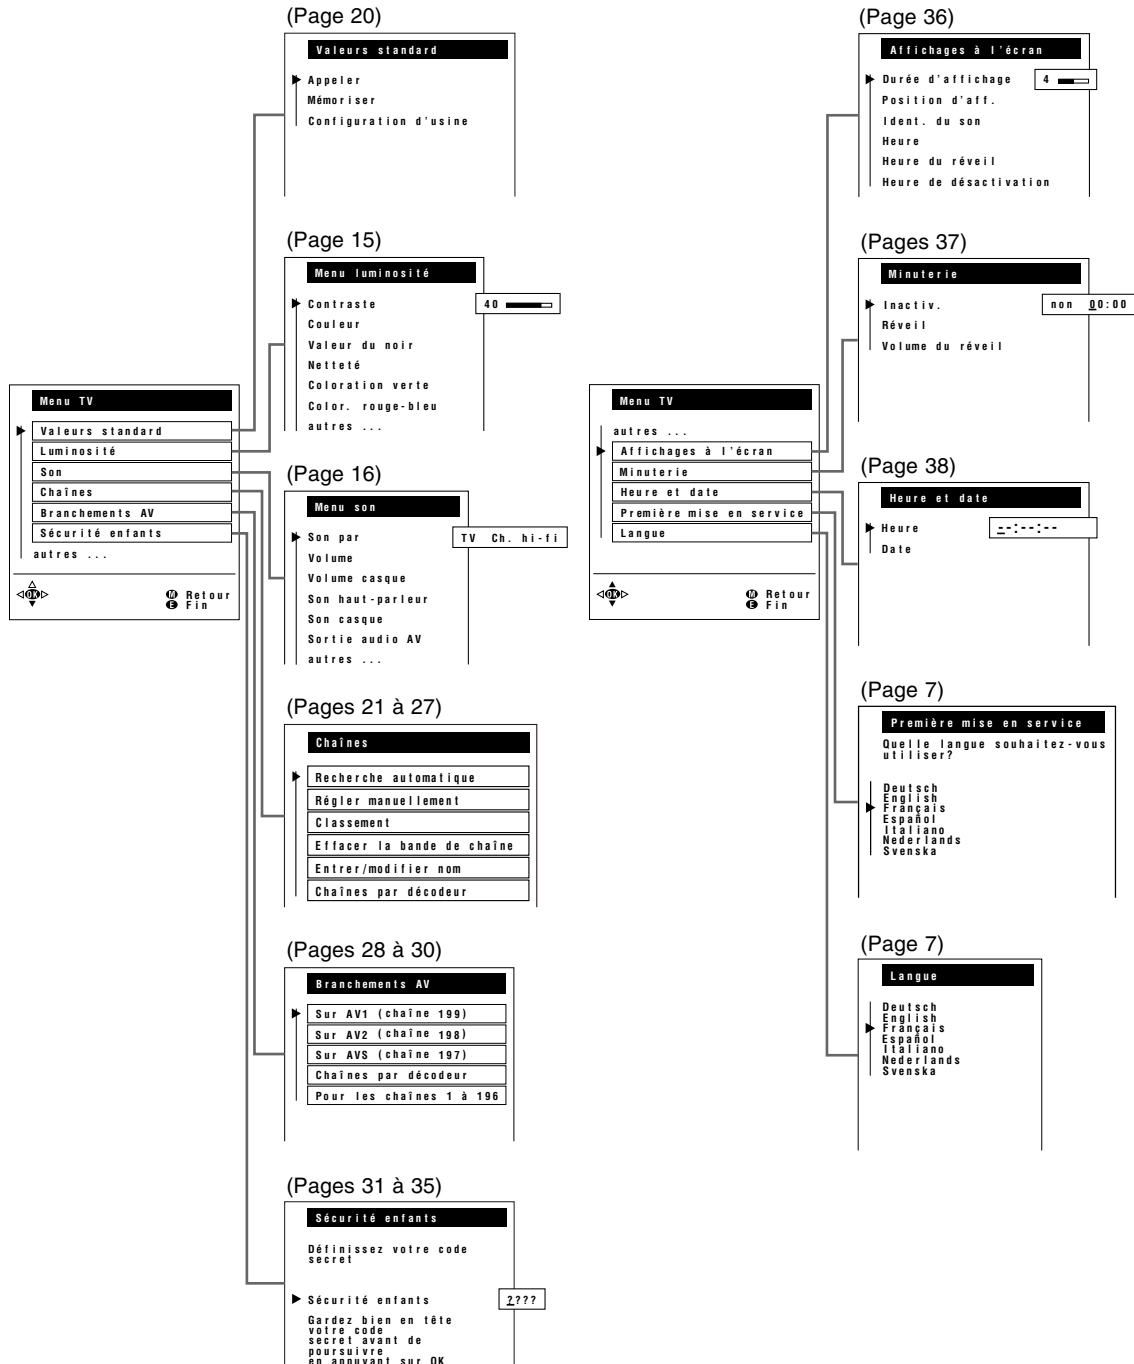 (Page 20)
Valeurs standard
Appeler
Mémoriser
Configuration d'usine
(Page 15)
Menu luminosité
Contraste
40
Couleur
Valeur du noir
Netteté
Coloration verte
Color. rouge-bleu
autres ...
Menu TV
Valeurs standard
Luminosité
Son
Chaînes
Branchements AV
Sécurité enfants
autres ...
OK
M Retour
E Fin
(Page 16)
Menu son
Son par
TV Ch. hi-fi
Volume
Volume casque
Son haut-parleur
Son casque
Sortie audio AV
autres ...
(Pages 21 à 27)
Chaînes
Recherche automatique
Régler manuellement
Classement
Effacer la bande de chaîne
Entrer/modifier nom
Chaînes par décodeur
(Pages 28 à 30)
Branchements AV
Sur AV1 (chaîne 199)
Sur AV2 (chaîne 198)
Sur AVS (chaîne 197)
Chaînes par décodeur
Pour les chaînes 1 à 196
(Pages 31 à 35)
Sécurité enfants
Définissez votre code
secret
Sécurité enfants
????
Gardez bien en tête
votre code
secret avant de
poursuivre
en appuyant sur OK
(Page 36)
Affichages à l'écran
Durée d'affichage
4
Position d'aff.
Ident. du son
Heure
Heure du réveil
Heure de désactivation
(Pages 37)
Minuterie
Inactiv.
non 00:00
Réveil
Volume du réveil
Menu TV
autres ...
Affichages à l'écran
Minuterie
Heure et date
Première mise en service
Langue
OK
M Retour
E Fin
(Page 38)
Heure et date
Heure
--:--:--
Date
(Page 7)
Première mise en service
Quelle langue souhaitez-vous
utiliser?
Deutsch
English
Français
Español
Italiano
Nederlands
Svenska
(Page 7)
Langue
Deutsch
English
Français
Español
Italiano
Nederlands
Svenska